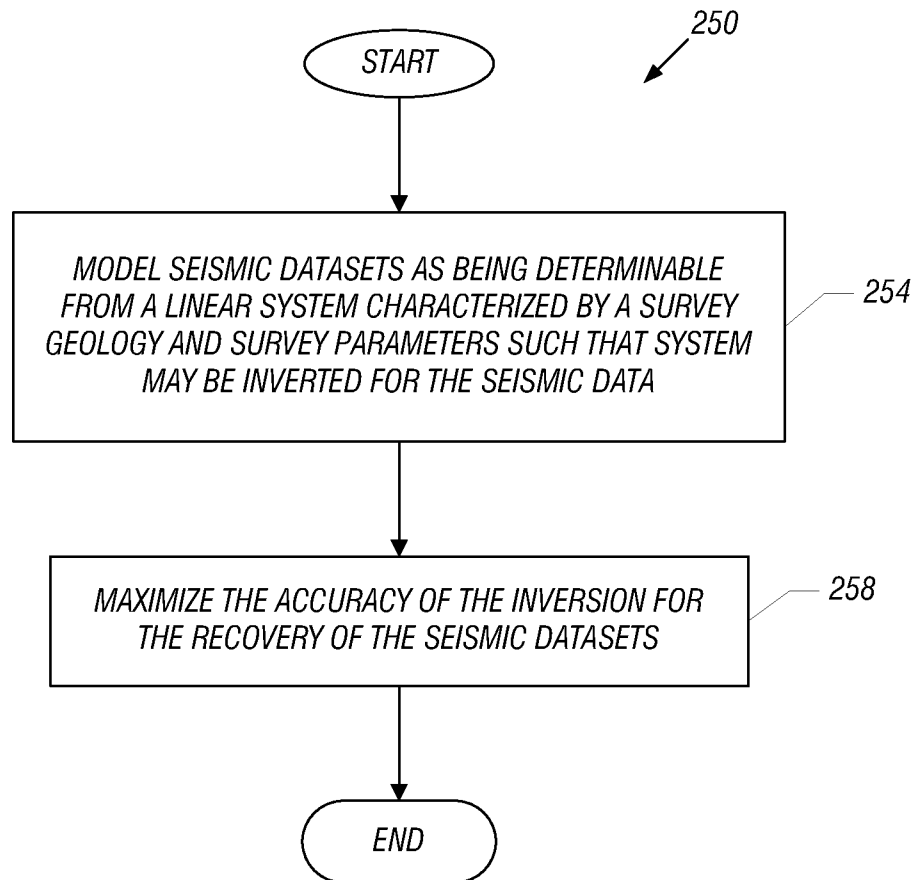 250
START
MODEL SEISMIC DATASETS AS BEING DETERMINABLE
FROM A LINEAR SYSTEM CHARACTERIZED BY A SURVEY
GEOLOGY AND SURVEY PARAMETERS SUCH THAT SYSTEM
MAY BE INVERTED FOR THE SEISMIC DATA
254
MAXIMIZE THE ACCURACY OF THE INVERSION FOR
THE RECOVERY OF THE SEISMIC DATASETS
258
END